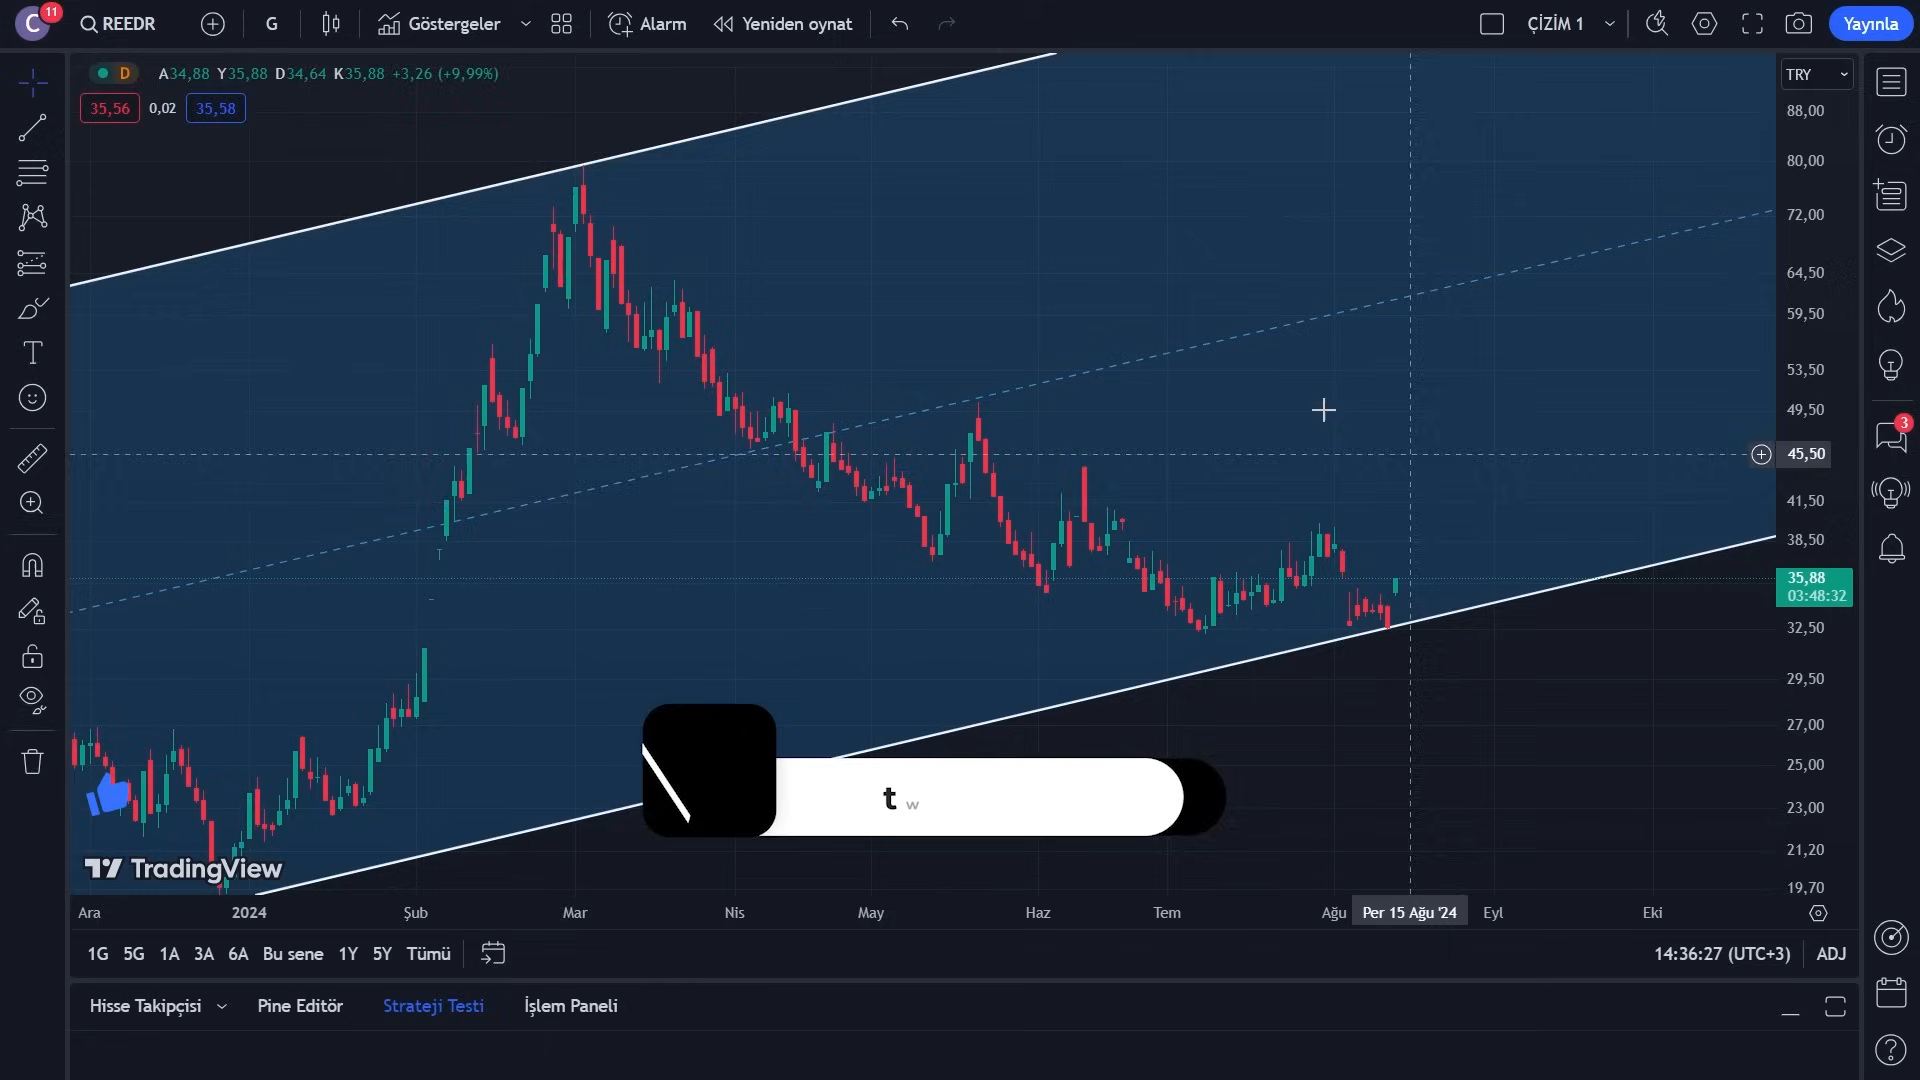 C 11 REEDR G Göstergeler Alarm Yeniden oynat ÇİZİM 1 Yayınla
D A34,88 Y35,88 D34,64 K35,88 +3,26 (+9,99%)
TRY
35,56 0,02 35,58
88,00
80,00
72,00
64,50
59,50
53,50
49,50
3
45,50
41,50
38,50
35,88
03:48:32
32,50
29,50
27,00
25,00
t w
23,00
21,20
TradingView
19,70
Ara 2024 Şub Mar Nis May Haz Tem Ağu Per 15 Ağu '24 Eyl Eki
1G 5G 1A 3A 6A Bu sene 1Y 5Y Tümü 14:36:27 (UTC+3) ADJ
Hisse Takipçisi Pine Editör Strateji Testi İşlem Paneli